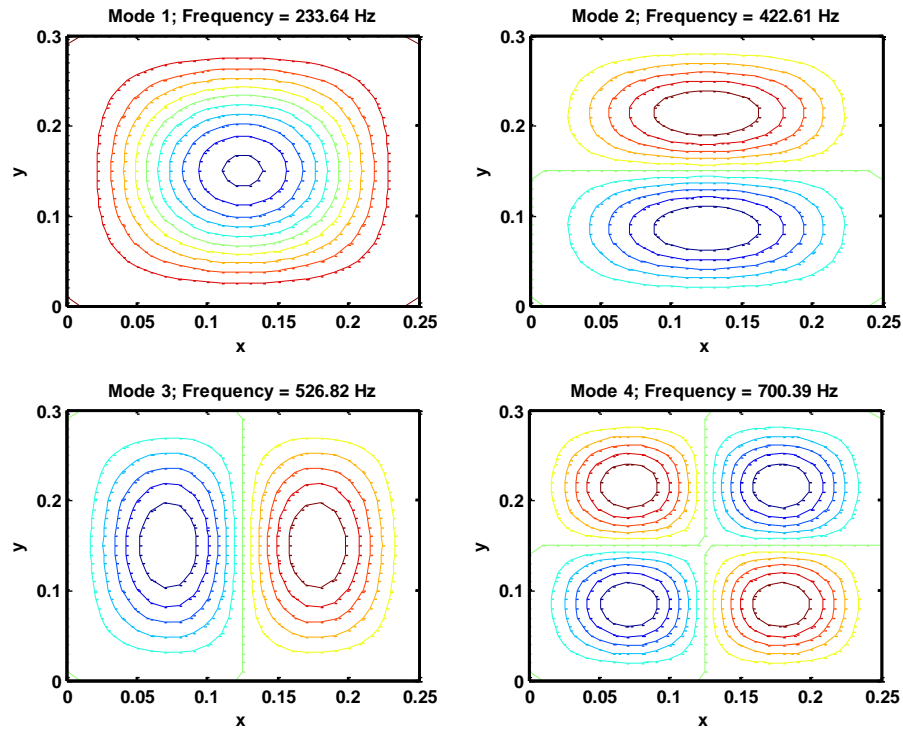 Mode 1; Frequency = 233.64 Hz
0.3
0.2
0.1
0
y
0 0.05 0.1 0.15 0.2 0.25
x
Mode 2; Frequency = 422.61 Hz
0.3
0.2
0.1
0
y
0 0.05 0.1 0.15 0.2 0.25
x
Mode 3; Frequency = 526.82 Hz
0.3
0.2
0.1
0
y
0 0.05 0.1 0.15 0.2 0.25
x
Mode 4; Frequency = 700.39 Hz
0.3
0.2
0.1
0
y
0 0.05 0.1 0.15 0.2 0.25
x